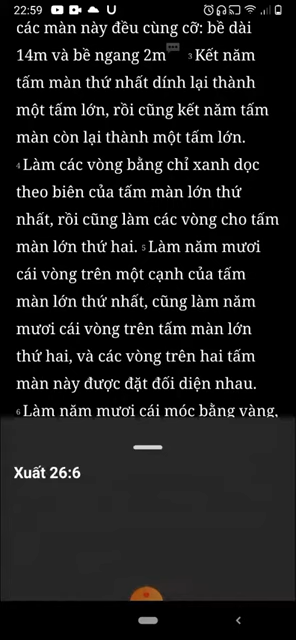 22:59
các màn này đều cùng cỡ: bề dài
14m và bề ngang 2m 3 Kết năm
tấm màn thứ nhất dính lại thành
một tấm lớn, rồi cũng kết năm tấm
màn còn lại thành một tấm lớn.
4 Làm các vòng bằng chỉ xanh dọc
theo biên của tấm màn lớn thứ
nhất, rồi cũng làm các vòng cho tấm
màn lớn thứ hai. 5 Làm năm mươi
cái vòng trên một cạnh của tấm
màn lớn thứ nhất, cũng làm năm
mươi cái vòng trên tấm màn lớn
thứ hai, và các vòng trên hai tấm
màn này được đặt đối diện nhau.
6 Làm năm mươi cái móc bằng vàng,
Xuất 26:6